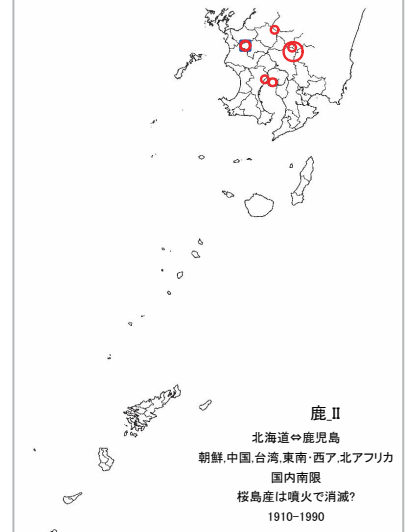 鹿_II
北海道⇔鹿児島
朝鮮,中国,台湾,東南・西ア,北アフリカ
国内南限
桜島産は噴火で消滅?
1910-1990